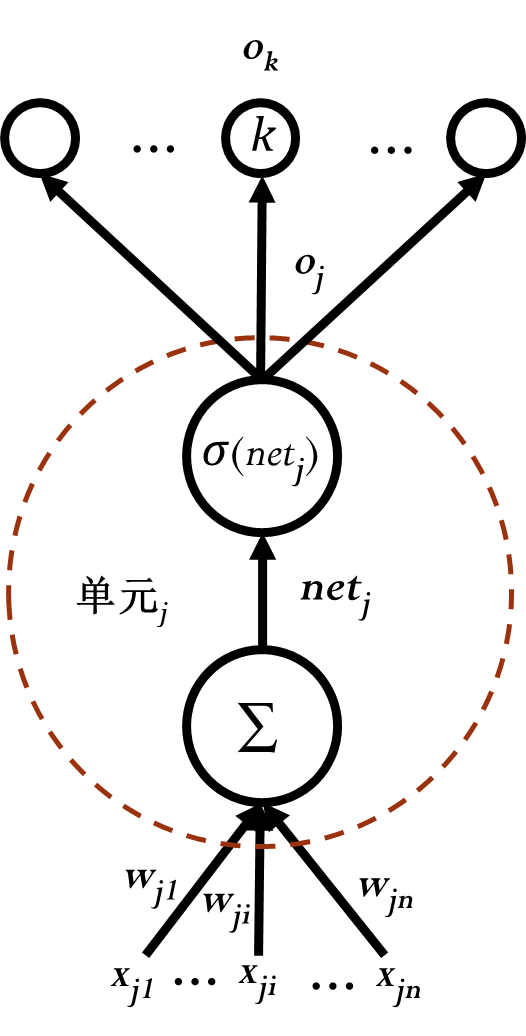 o_k
... k ...
o_j
σ(net_j)
单元_j net_j
∑
w_j1 w_ji w_jn
x_j1 ... x_ji ... x_jn